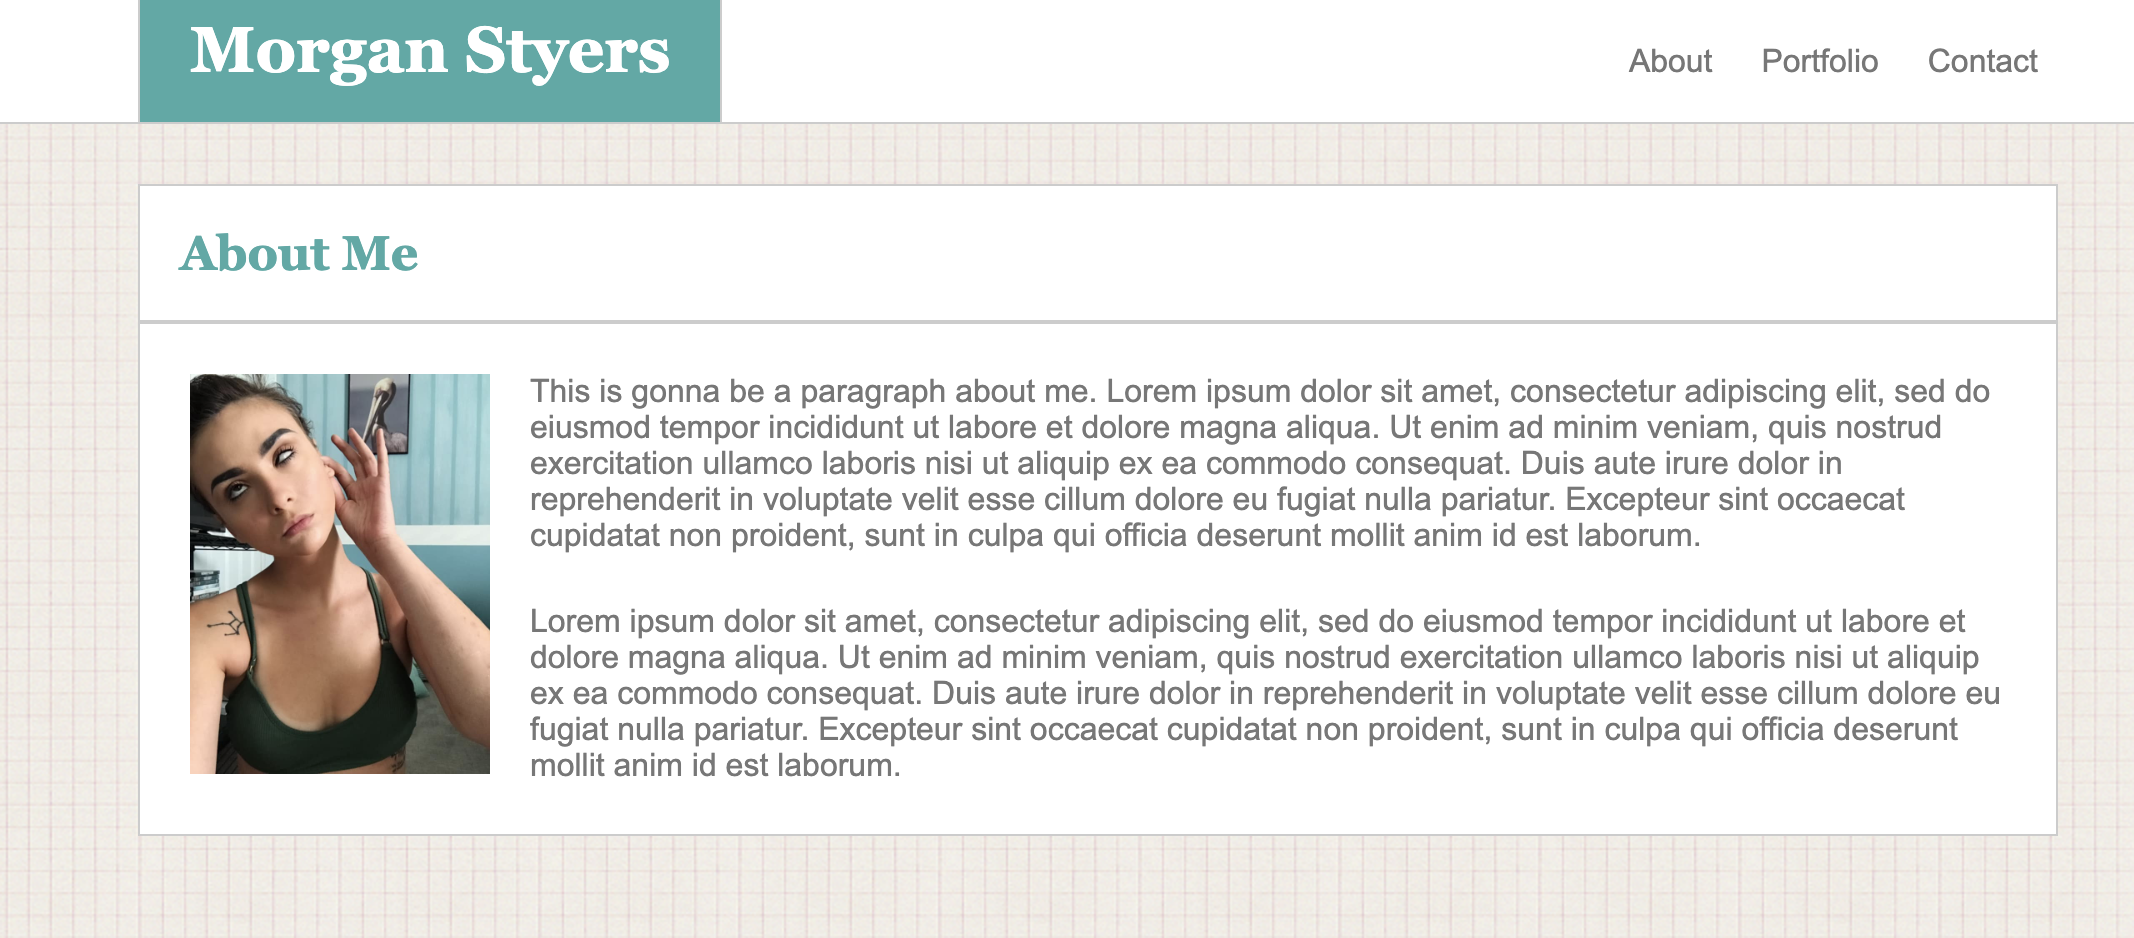 Morgan Styers
About Portfolio Contact
About Me
This is gonna be a paragraph about me. Lorem ipsum dolor sit amet, consectetur adipiscing elit, sed do
eiusmod tempor incididunt ut labore et dolore magna aliqua. Ut enim ad minim veniam, quis nostrud
exercitation ullamco laboris nisi ut aliquip ex ea commodo consequat. Duis aute irure dolor in
reprehenderit in voluptate velit esse cillum dolore eu fugiat nulla pariatur. Excepteur sint occaecat
cupidatat non proident, sunt in culpa qui officia deserunt mollit anim id est laborum.
Lorem ipsum dolor sit amet, consectetur adipiscing elit, sed do eiusmod tempor incididunt ut labore et
dolore magna aliqua. Ut enim ad minim veniam, quis nostrud exercitation ullamco laboris nisi ut aliquip
ex ea commodo consequat. Duis aute irure dolor in reprehenderit in voluptate velit esse cillum dolore eu
fugiat nulla pariatur. Excepteur sint occaecat cupidatat non proident, sunt in culpa qui officia deserunt
mollit anim id est laborum.